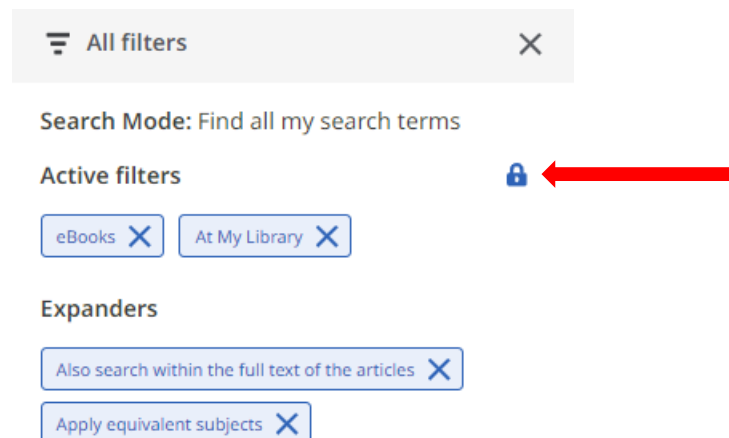 All filters
Search Mode: Find all my search terms
Active filters
eBooks At My Library
Expanders
Also search within the full text of the articles
Apply equivalent subjects